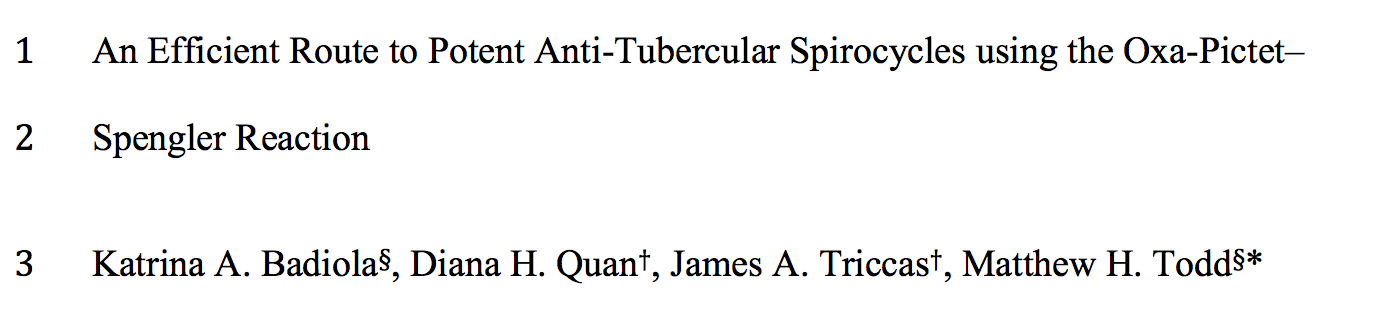 1 An Efficient Route to Potent Anti-Tubercular Spirocycles using the Oxa-Pictet–
2 Spengler Reaction
3 Katrina A. Badiola§, Diana H. Quan†, James A. Triccas†, Matthew H. Todd§*